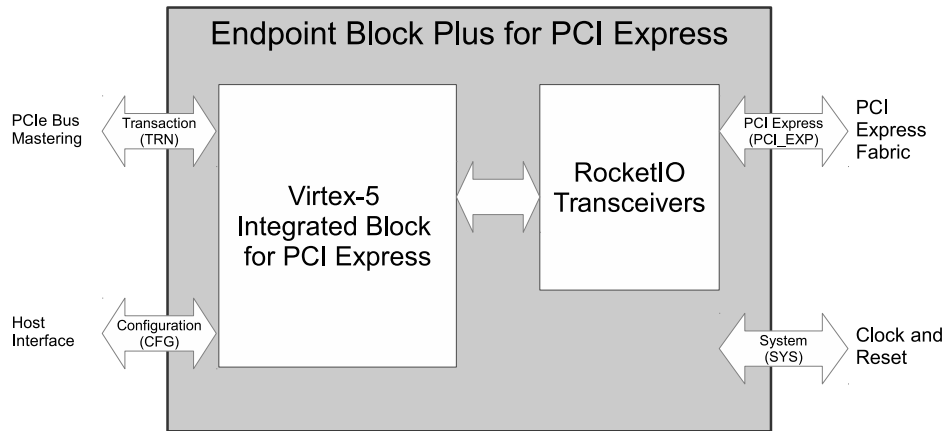 Endpoint Block Plus for PCI Express
PCIe Bus
Mastering
Transaction
(TRN)
Virtex-5
Integrated Block
for PCI Express
RocketIO
Transceivers
PCI Express
(PCI_EXP)
PCI
Express
Fabric
Host
Interface
Configuration
(CFG)
System
(SYS)
Clock and
Reset